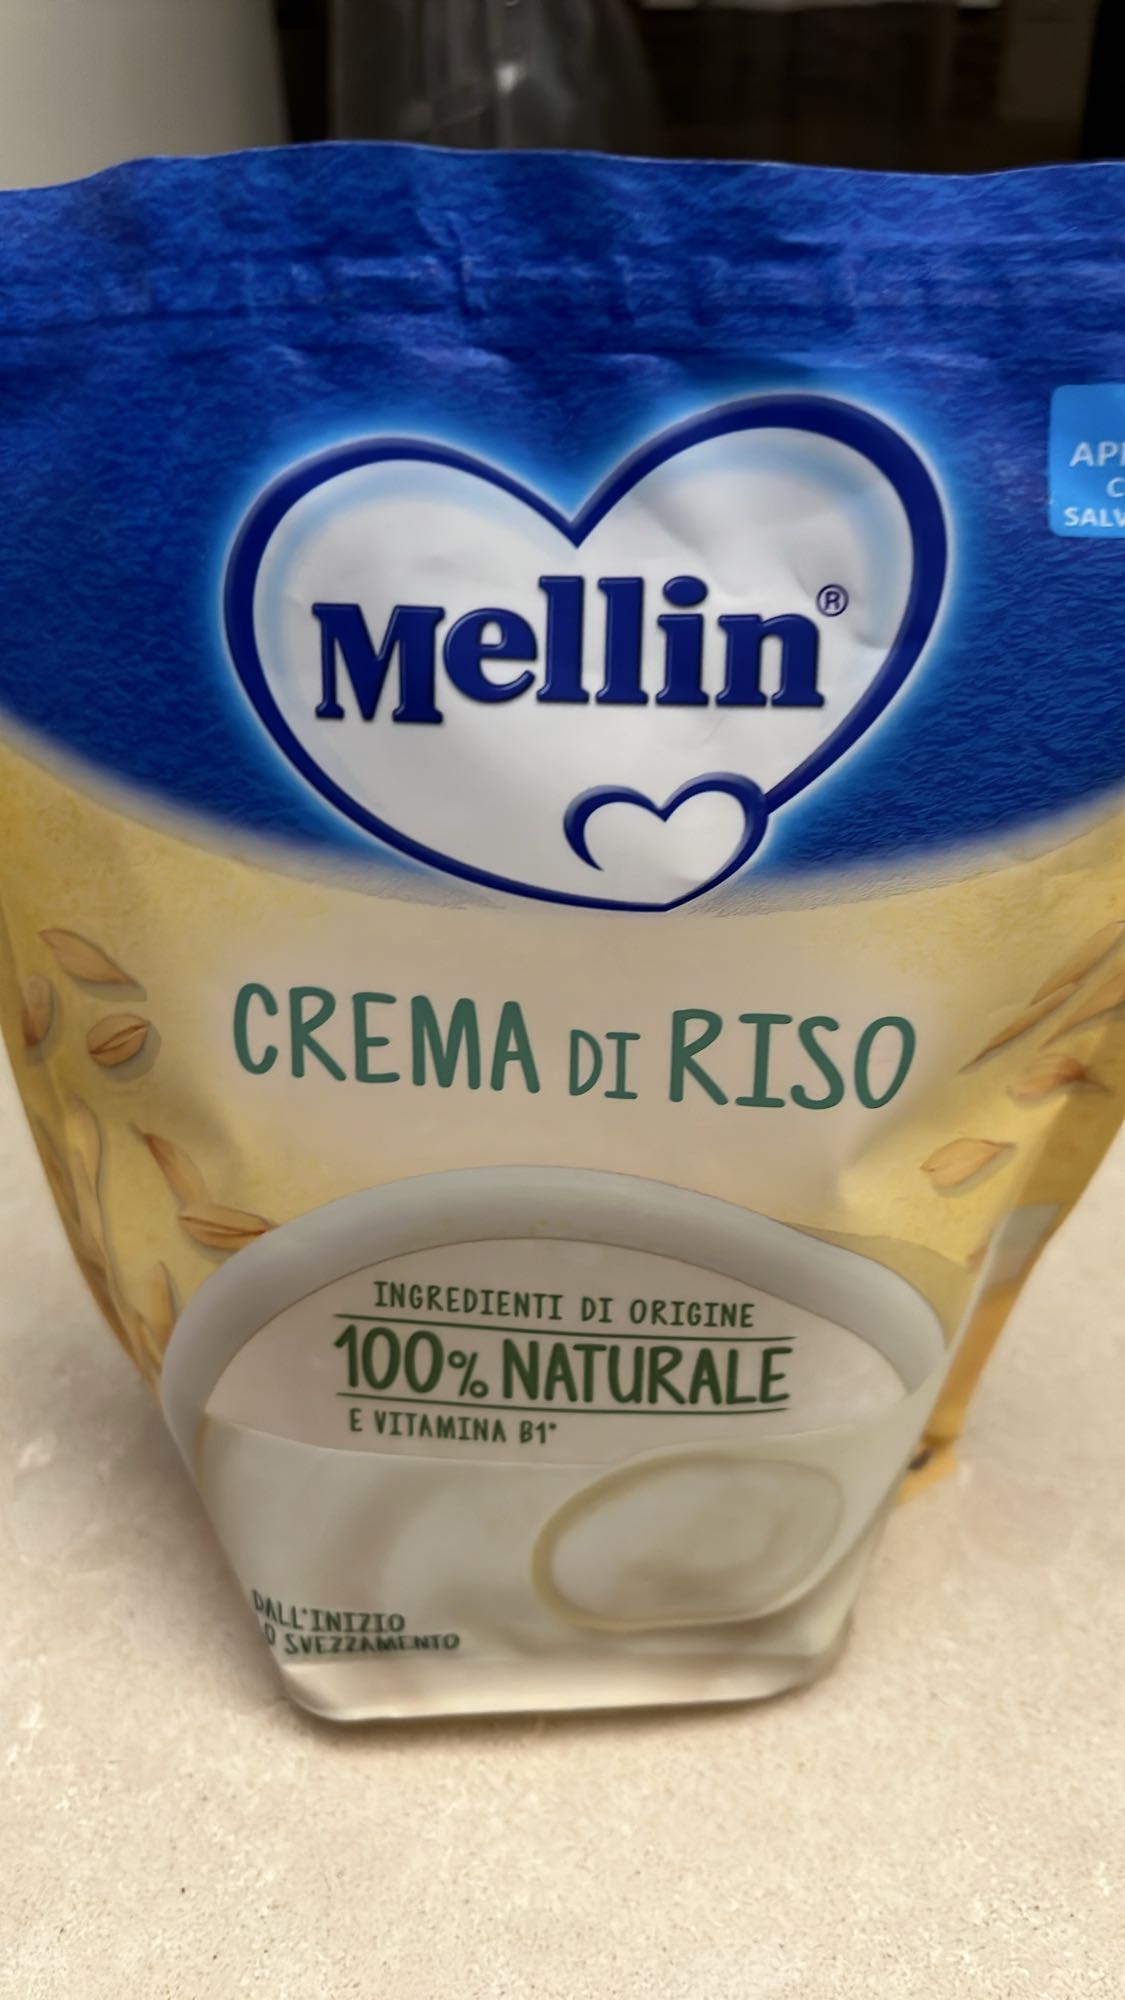 Mellin®
CREMA DI RISO
INGREDIENTI DI ORIGINE
100% NATURALE
E VITAMINA B1*
DALL'INIZIO
SVEZZAMENTO